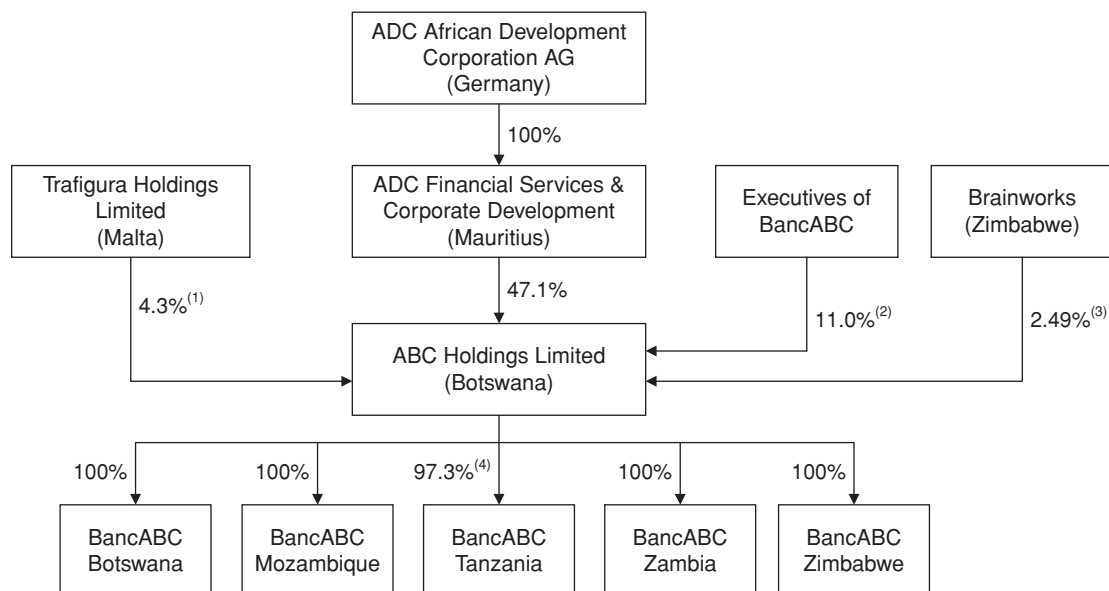 ADC African Development
Corporation AG
(Germany)
100%
Trafigura Holdings
Limited
(Malta)
ADC Financial Services &
Corporate Development
(Mauritius)
Executives of
BancABC
Brainworks
(Zimbabwe)
4.3%(1)
47.1%
11.0%(2)
2.49%(3)
ABC Holdings Limited
(Botswana)
100%
100%
97.3%(4)
100%
100%
BancABC
Botswana
BancABC
Mozambique
BancABC
Tanzania
BancABC
Zambia
BancABC
Zimbabwe